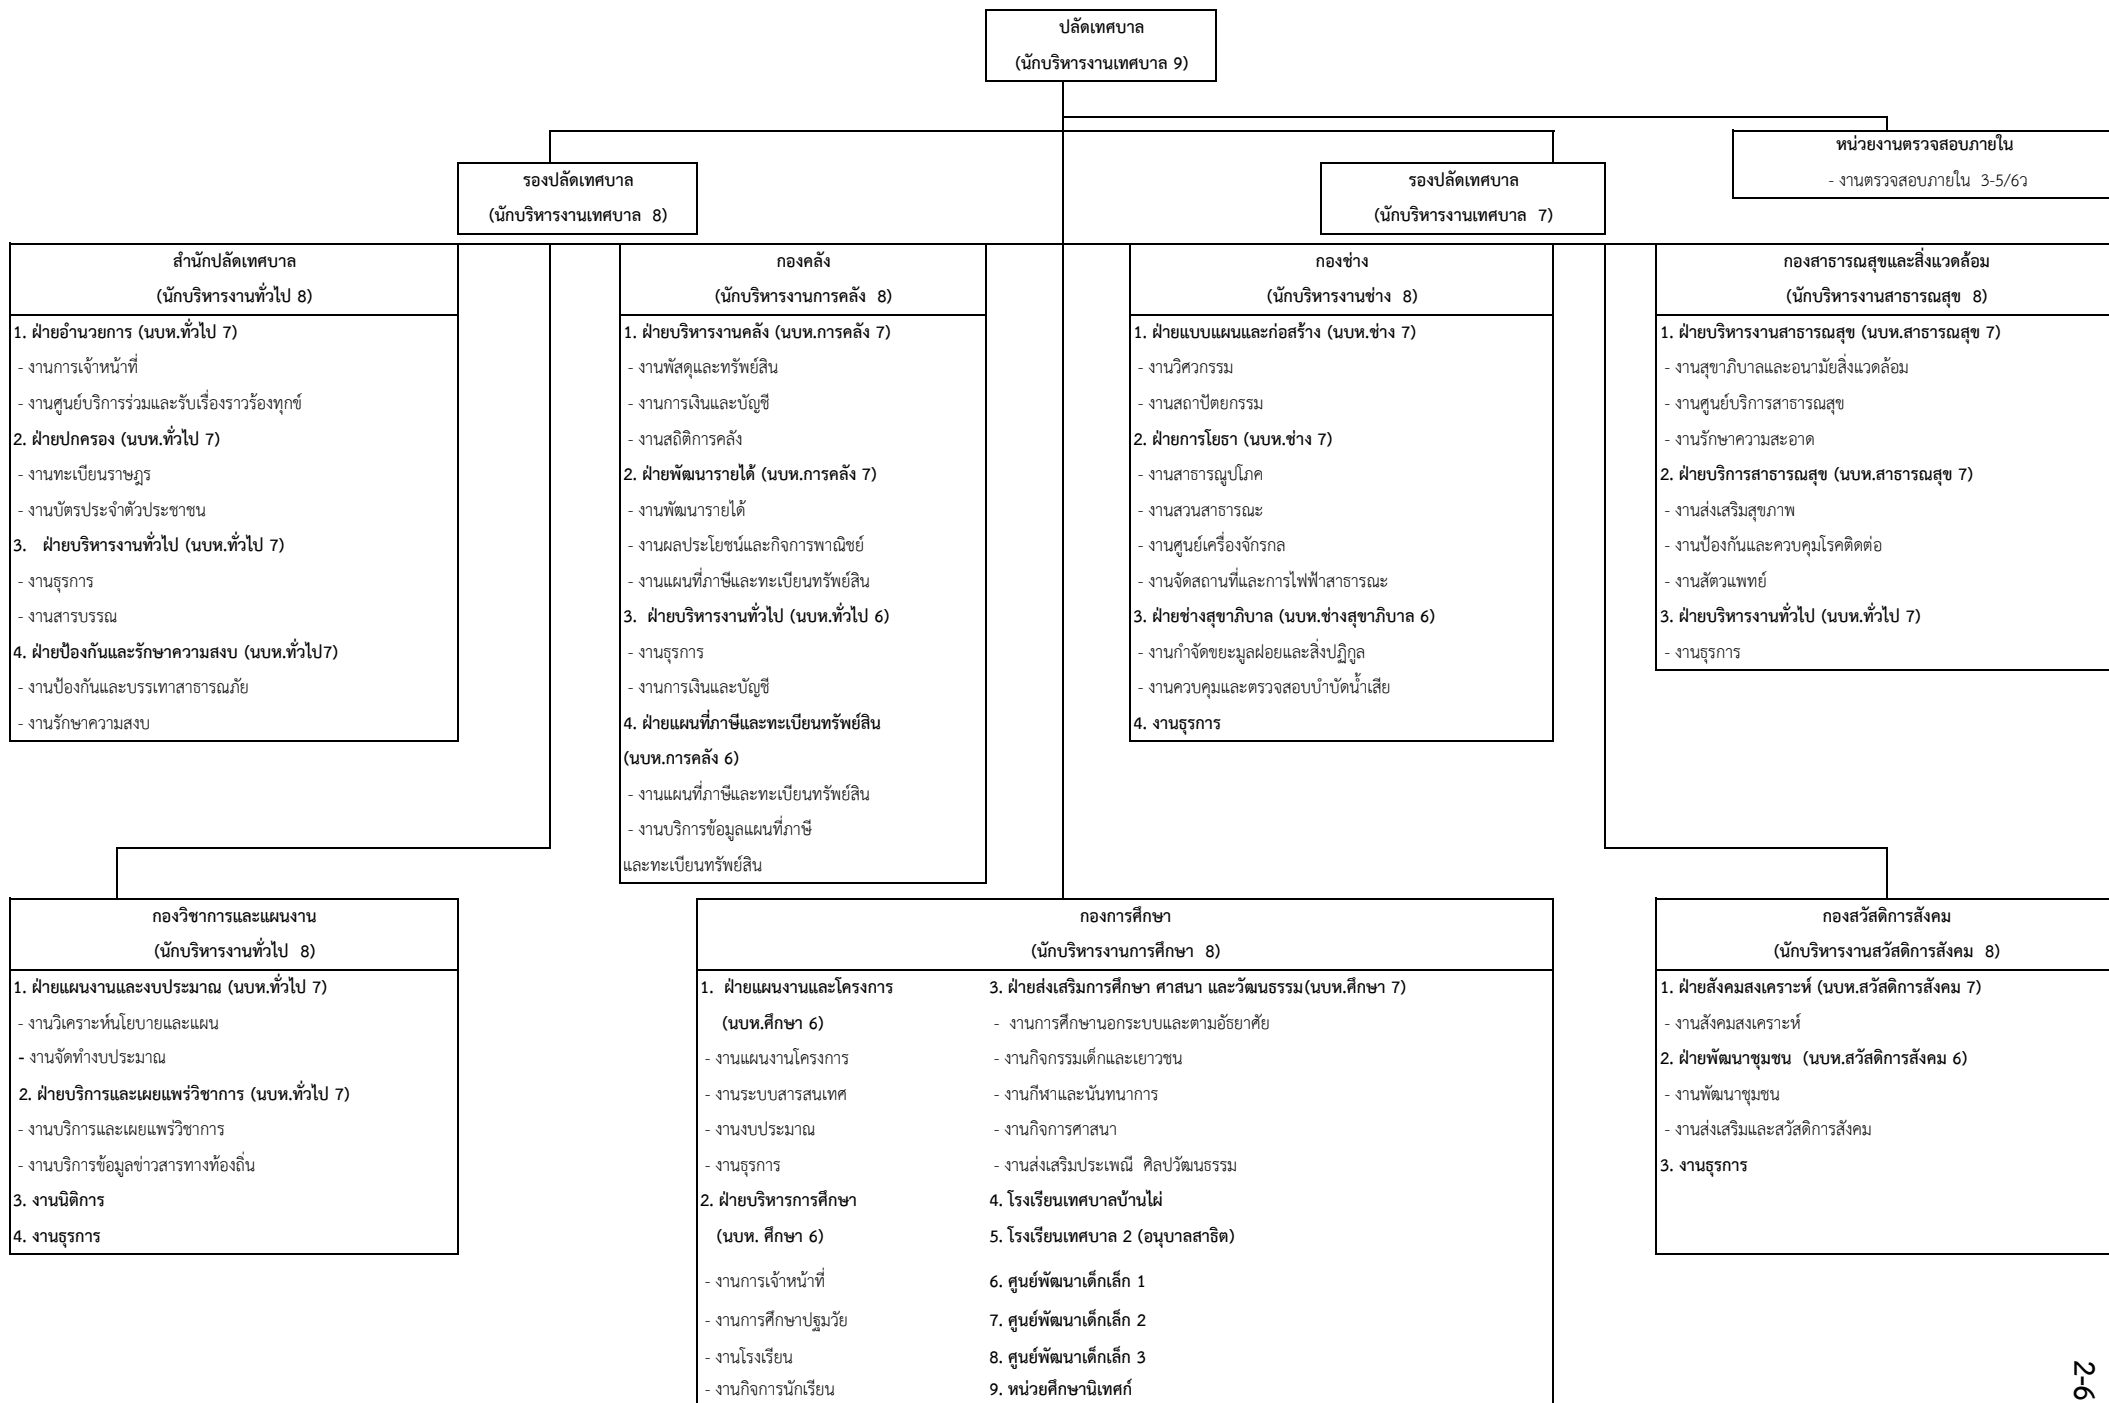 ปลัดเทศบาล
(นักบริหารงานเทศบาล 9)
หน่วยงานตรวจสอบภายใน
- งานตรวจสอบภายใน 3-5/6ว
รองปลัดเทศบาล
(นักบริหารงานเทศบาล 8)
รองปลัดเทศบาล
(นักบริหารงานเทศบาล 7)
สำนักปลัดเทศบาล
(นักบริหารงานทั่วไป 8)
1. ฝ่ายอำนวยการ (นบห.ทั่วไป 7)
- งานการเจ้าหน้าที่
- งานศูนย์บริการร่วมและรับเรื่องราวร้องทุกข์
2. ฝ่ายปกครอง (นบห.ทั่วไป 7)
- งานทะเบียนราษฎร
- งานบัตรประจำตัวประชาชน
3. ฝ่ายบริหารงานทั่วไป (นบห.ทั่วไป 7)
- งานธุรการ
- งานสารบรรณ
4. ฝ่ายป้องกันและรักษาความสงบ (นบห.ทั่วไป7)
- งานป้องกันและบรรเทาสาธารณภัย
- งานรักษาความสงบ
กองคลัง
(นักบริหารงานการคลัง 8)
1. ฝ่ายบริหารงานคลัง (นบห.การคลัง 7)
- งานพัสดุและทรัพย์สิน
- งานการเงินและบัญชี
- งานสถิติการคลัง
2. ฝ่ายพัฒนารายได้ (นบห.การคลัง 7)
- งานพัฒนารายได้
- งานผลประโยชน์และกิจการพาณิชย์
- งานแผนที่ภาษีและทะเบียนทรัพย์สิน
3. ฝ่ายบริหารงานทั่วไป (นบห.ทั่วไป 6)
- งานธุรการ
- งานการเงินและบัญชี
4. ฝ่ายแผนที่ภาษีและทะเบียนทรัพย์สิน
(นบห.การคลัง 6)
- งานแผนที่ภาษีและทะเบียนทรัพย์สิน
- งานบริการข้อมูลแผนที่ภาษี
และทะเบียนทรัพย์สิน
กองช่าง
(นักบริหารงานช่าง 8)
1. ฝ่ายแบบแผนและก่อสร้าง (นบห.ช่าง 7)
- งานวิศวกรรม
- งานสถาปัตยกรรม
2. ฝ่ายการโยธา (นบห.ช่าง 7)
- งานสาธารณูปโภค
- งานสวนสาธารณะ
- งานศูนย์เครื่องจักรกล
- งานจัดสถานที่และการไฟฟ้าสาธารณะ
3. ฝ่ายช่างสุขาภิบาล (นบห.ช่างสุขาภิบาล 6)
- งานกำจัดขยะมูลฝอยและสิ่งปฏิกูล
- งานควบคุมและตรวจสอบบำบัดน้ำเสีย
4. งานธุรการ
กองสาธารณสุขและสิ่งแวดล้อม
(นักบริหารงานสาธารณสุข 8)
1. ฝ่ายบริหารงานสาธารณสุข (นบห.สาธารณสุข 7)
- งานสุขาภิบาลและอนามัยสิ่งแวดล้อม
- งานศูนย์บริการสาธารณสุข
- งานรักษาความสะอาด
2. ฝ่ายบริการสาธารณสุข (นบห.สาธารณสุข 7)
- งานส่งเสริมสุขภาพ
- งานป้องกันและควบคุมโรคติดต่อ
- งานสัตวแพทย์
3. ฝ่ายบริหารงานทั่วไป (นบห.ทั่วไป 7)
- งานธุรการ
กองวิชาการและแผนงาน
(นักบริหารงานทั่วไป 8)
1. ฝ่ายแผนงานและงบประมาณ (นบห.ทั่วไป 7)
- งานวิเคราะห์นโยบายและแผน
- งานจัดทำงบประมาณ
2. ฝ่ายบริการและเผยแพร่วิชาการ (นบห.ทั่วไป 7)
- งานบริการและเผยแพร่วิชาการ
- งานบริการข้อมูลข่าวสารทางท้องถิ่น
3. งานนิติการ
4. งานธุรการ
กองการศึกษา
(นักบริหารงานการศึกษา 8)
1. ฝ่ายแผนงานและโครงการ
(นบห.ศึกษา 6)
- งานแผนงานโครงการ
- งานระบบสารสนเทศ
- งานงบประมาณ
- งานธุรการ
2. ฝ่ายบริหารการศึกษา
(นบห. ศึกษา 6)
- งานการเจ้าหน้าที่
- งานการศึกษาปฐมวัย
- งานโรงเรียน
- งานกิจการนักเรียน
3. ฝ่ายส่งเสริมการศึกษา ศาสนา และวัฒนธรรม(นบห.ศึกษา 7)
- งานการศึกษานอกระบบและตามอัธยาศัย
- งานกิจกรรมเด็กและเยาวชน
- งานกีฬาและนันทนาการ
- งานกิจการศาสนา
- งานส่งเสริมประเพณี ศิลปวัฒนธรรม
4. โรงเรียนเทศบาลบ้านไผ่
5. โรงเรียนเทศบาล 2 (อนุบาลสาธิต)
6. ศูนย์พัฒนาเด็กเล็ก 1
7. ศูนย์พัฒนาเด็กเล็ก 2
8. ศูนย์พัฒนาเด็กเล็ก 3
9. หน่วยศึกษานิเทศก์
กองสวัสดิการสังคม
(นักบริหารงานสวัสดิการสังคม 8)
1. ฝ่ายสังคมสงเคราะห์ (นบห.สวัสดิการสังคม 7)
- งานสังคมสงเคราะห์
2. ฝ่ายพัฒนาชุมชน (นบห.สวัสดิการสังคม 6)
- งานพัฒนาชุมชน
- งานส่งเสริมและสวัสดิการสังคม
3. งานธุรการ
2-6